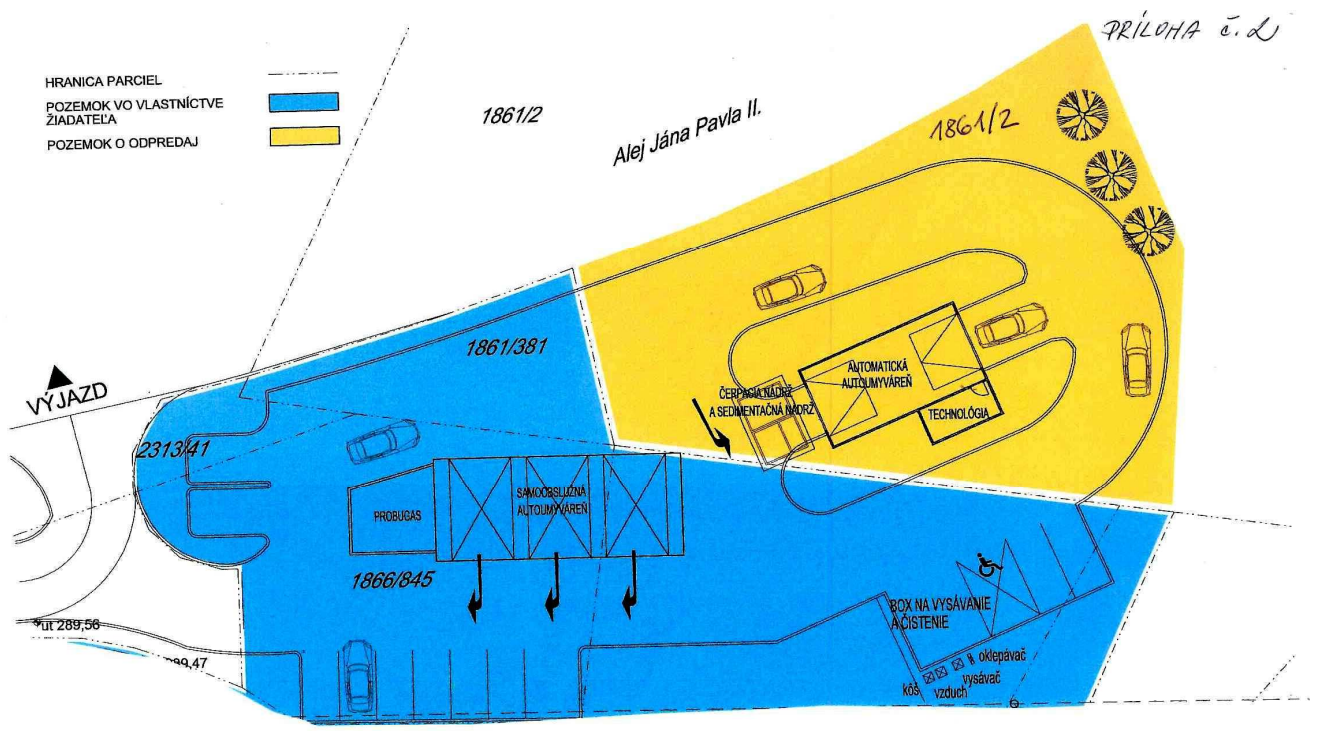 PRÍLOHA č. 2
HRANICA PARCIEL
POZEMOK VO VLASTNÍCTVE
ŽIADATEĽA
POZEMOK O ODPREDAJ
1861/2
Alej Jána Pavla II.
1861/2
1861/381
VÝJAZD
2313/41
AUTOMATICKÁ
AUTOUMYVÁREŇ
ČERPACIA NÁDRŽ
A SEDIMENTAČNÁ NÁDRŽ
TECHNOLÓGIA
SAMOOBSLUŽNÁ
AUTOUMYVÁREŇ
PROBUGAS
1866/845
BOX NA VYSÁVANIE
A ČISTENIE
ut 289,56
289,47
oklepávač
vysávač
vzduch
kôš